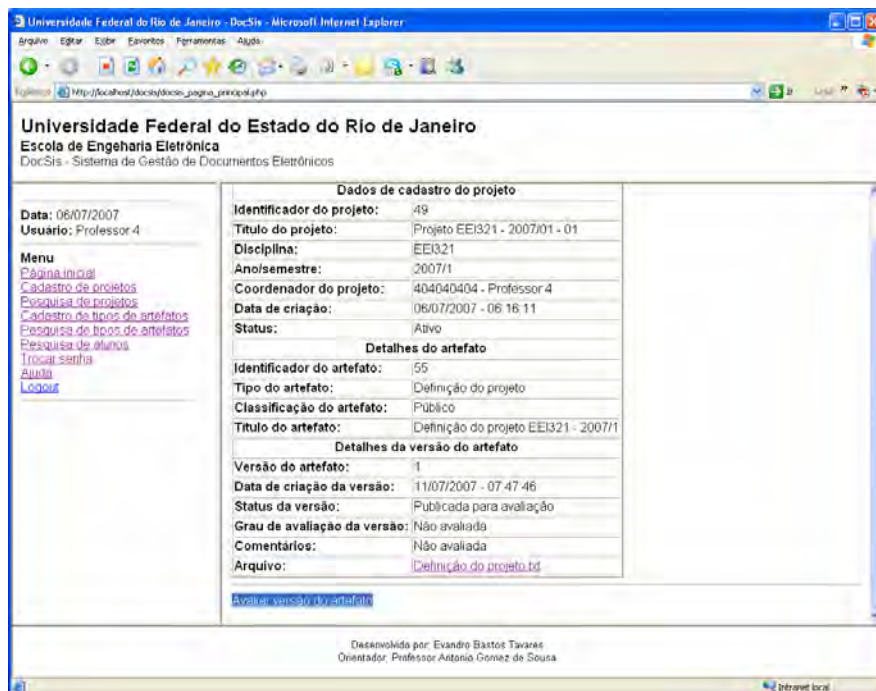 Universidade Federal do Rio de Janeiro - DocSis - Microsoft Internet Explorer
Arquivo Editar Exibir Favoritos Ferramentas Ajuda
http://localhost/docsis/docsis_pagina_principal.php
Universidade Federal do Estado do Rio de Janeiro
Escola de Engeharia Eletrônica
DocSis - Sistema de Gestão de Documentos Eletrônicos
Data: 06/07/2007
Usuário: Professor 4
Menu
Página inicial
Cadastro de projetos
Pesquisa de projetos
Cadastro de tipos de artefatos
Pesquisa de tipos de artefatos
Pesquisa de alunos
Trocar senha
Ajuda
Logout
Dados de cadastro do projeto
Identificador do projeto: 49
Título do projeto: Projeto EEI321 - 2007/01 - 01
Disciplina: EEI321
Ano/semestre: 2007/1
Coordenador do projeto: 404040404 - Professor 4
Data de criação: 06/07/2007 - 06:16:11
Status: Ativo
Detalhes do artefato
Identificador do artefato: 55
Tipo do artefato: Definição do projeto
Classificação do artefato: Público
Título do artefato: Definição do projeto EEI321 - 2007/1
Detalhes da versão do artefato
Versão do artefato: 1
Data de criação da versão: 11/07/2007 - 07:47:46
Status da versão: Publicada para avaliação
Grau de avaliação da versão: Não avaliada
Comentários: Não avaliada
Arquivo: Definição do projeto.txt
Avaliar versão do artefato
Desenvolvido por: Evandro Bastos Tavares
Orientador: Professor Antonio Gomez de Sousa
Intranet local